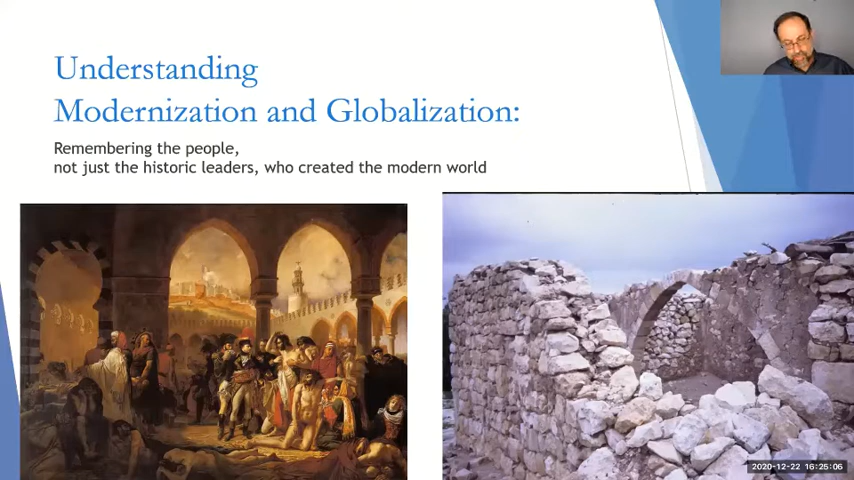 Understanding
Modernization and Globalization:
Remembering the people,
not just the historic leaders, who created the modern world
2020-12-22 16:25:06